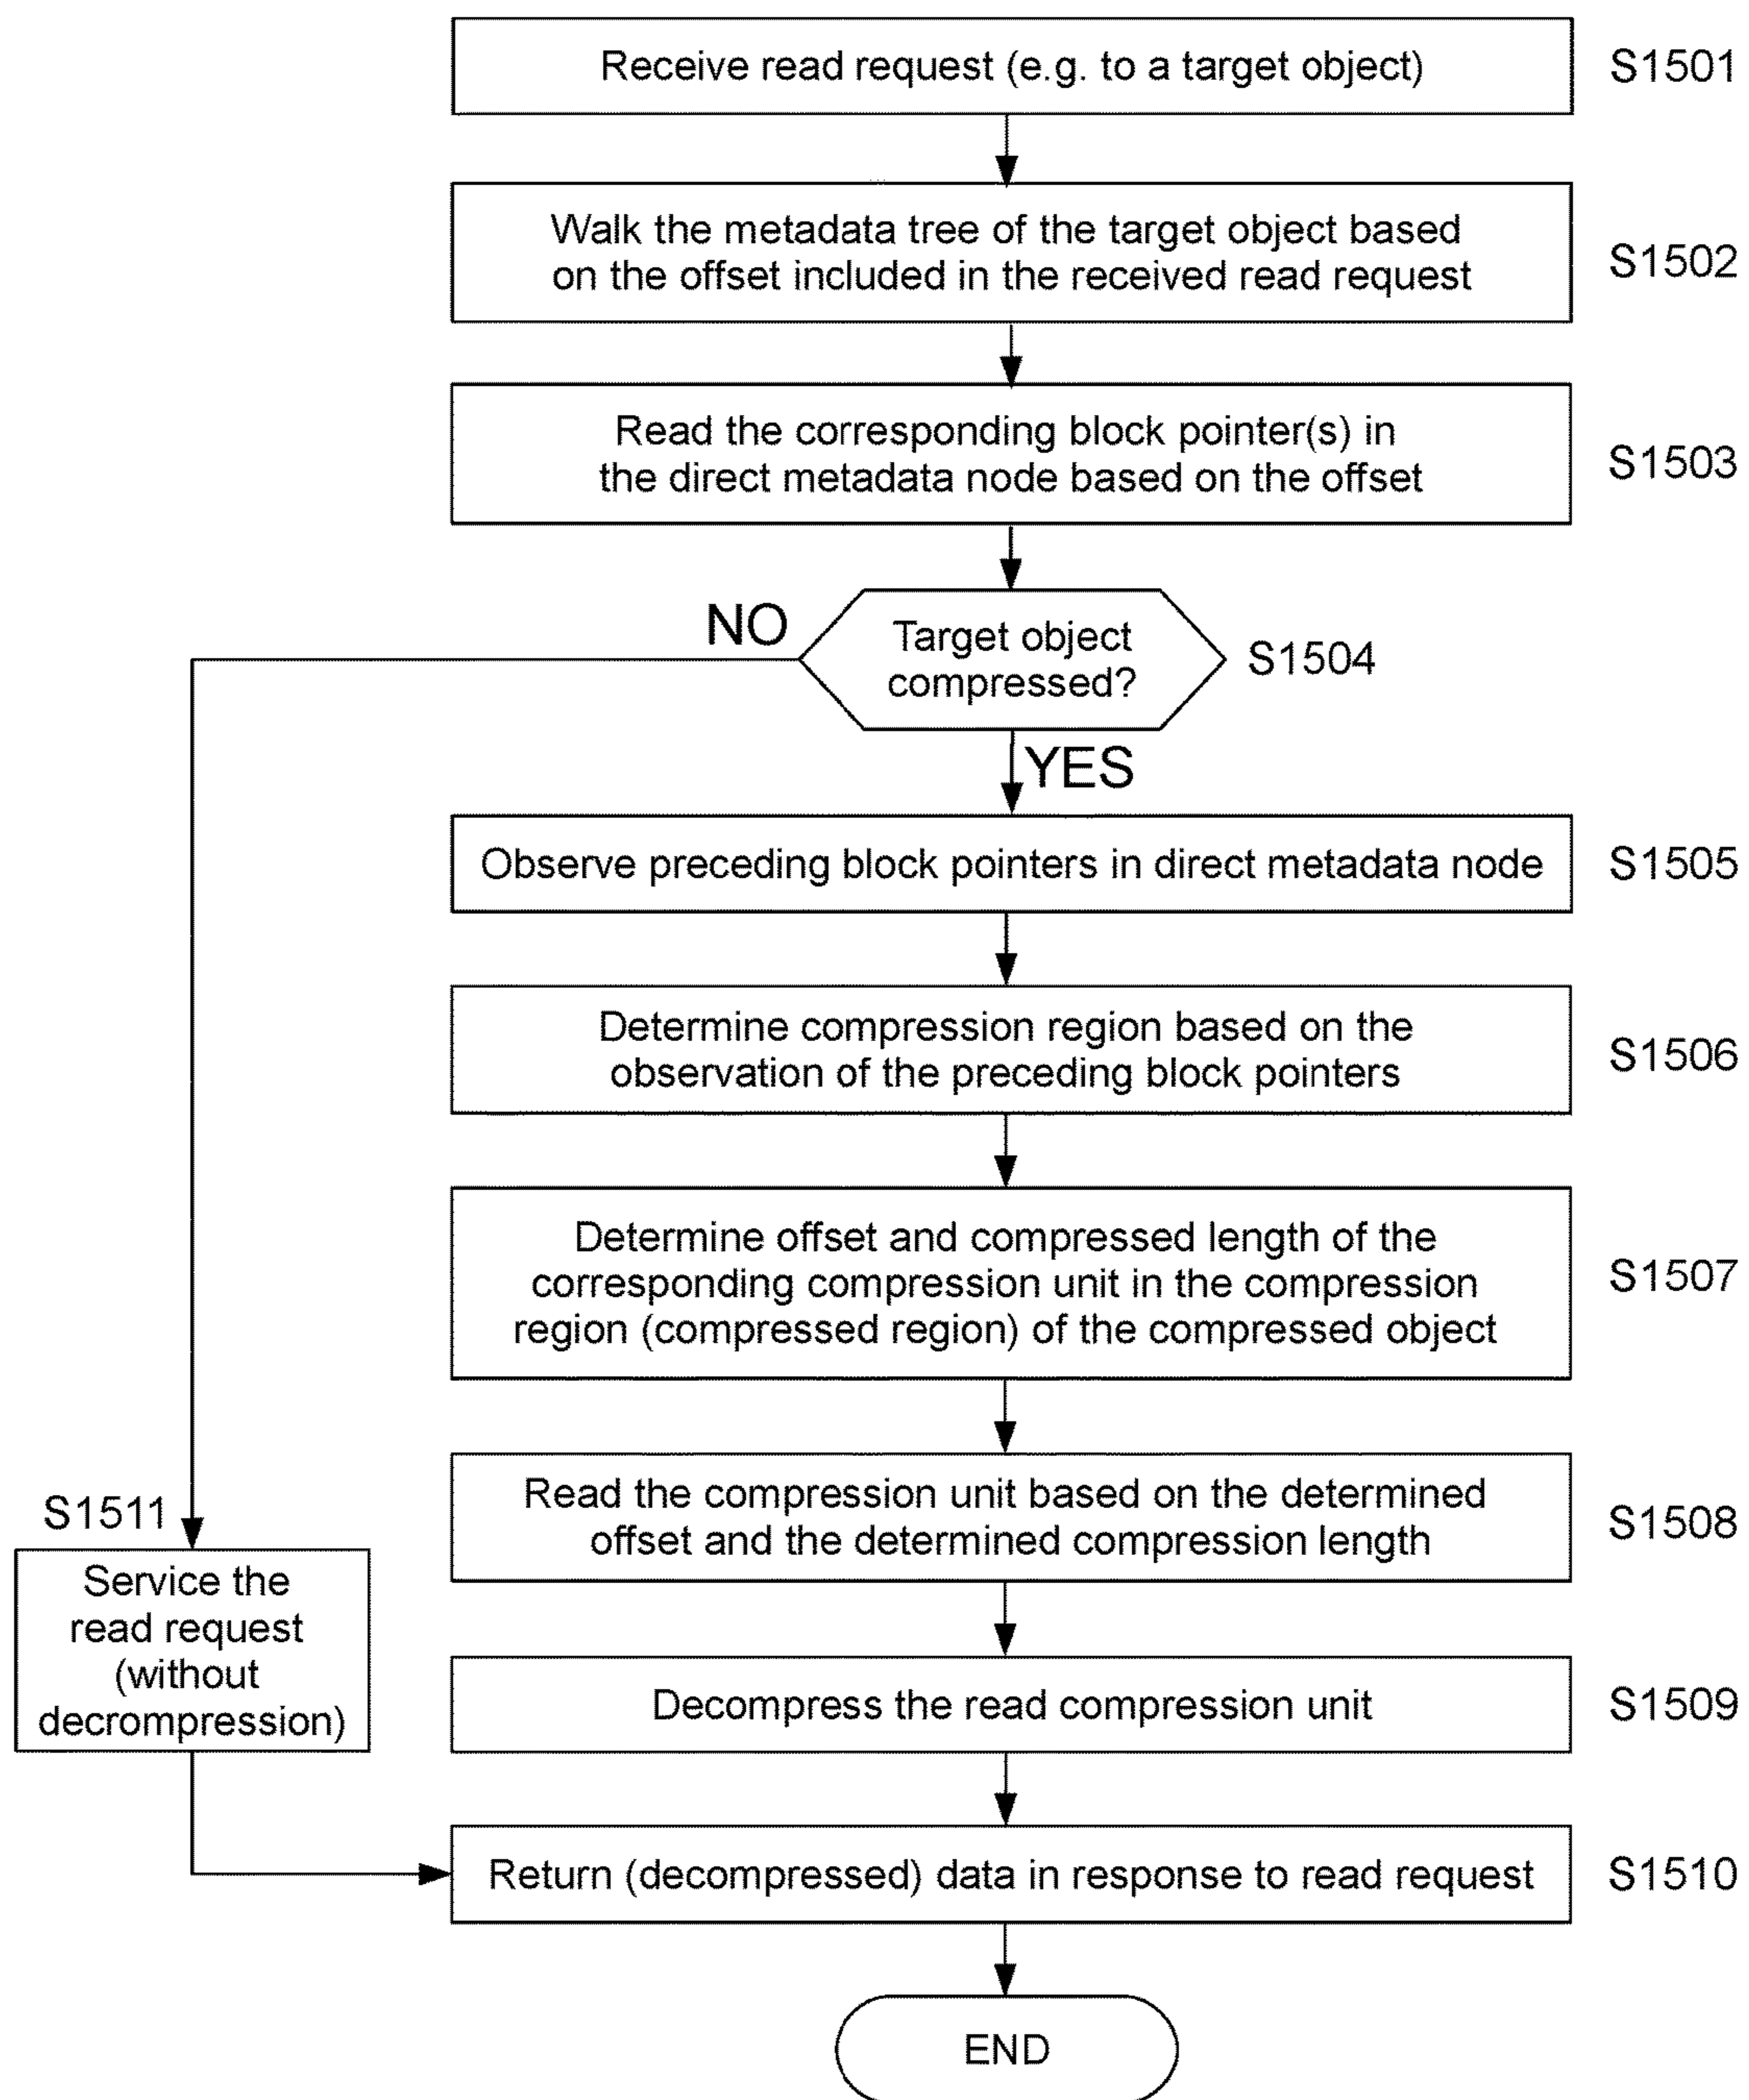 Receive read request (e.g. to a target object)
S1501
Walk the metadata tree of the target object based
on the offset included in the received read request
S1502
Read the corresponding block pointer(s) in
the direct metadata node based on the offset
S1503
NO
Target object
compressed?
S1504
YES
Observe preceding block pointers in direct metadata node
S1505
Determine compression region based on the
observation of the preceding block pointers
S1506
Determine offset and compressed length of the
corresponding compression unit in the compression
region (compressed region) of the compressed object
S1507
Read the compression unit based on the determined
offset and the determined compression length
S1508
S1511
Service the
read request
(without
decrompression)
Decompress the read compression unit
S1509
Return (decompressed) data in response to read request
S1510
END